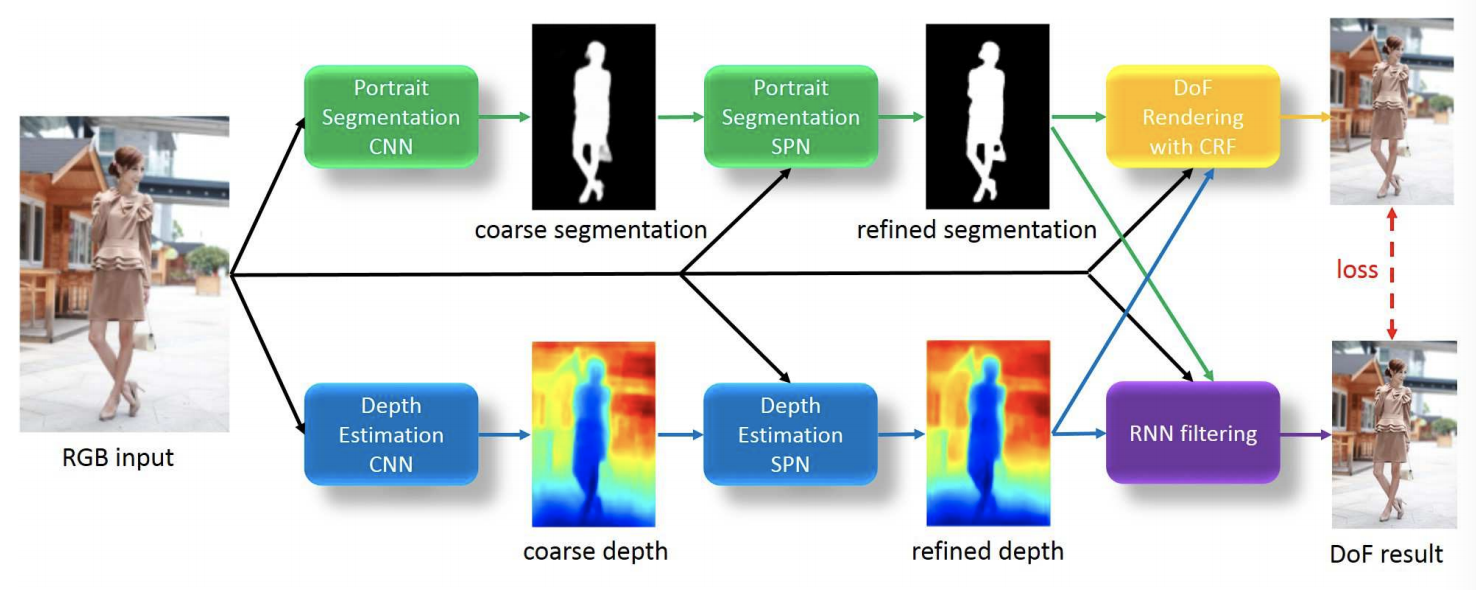 Portrait
Segmentation
CNN
Portrait
Segmentation
SPN
DoF
Rendering
with CRF
coarse segmentation
refined segmentation
loss
RGB input
Depth
Estimation
CNN
Depth
Estimation
SPN
RNN filtering
coarse depth
refined depth
DoF result